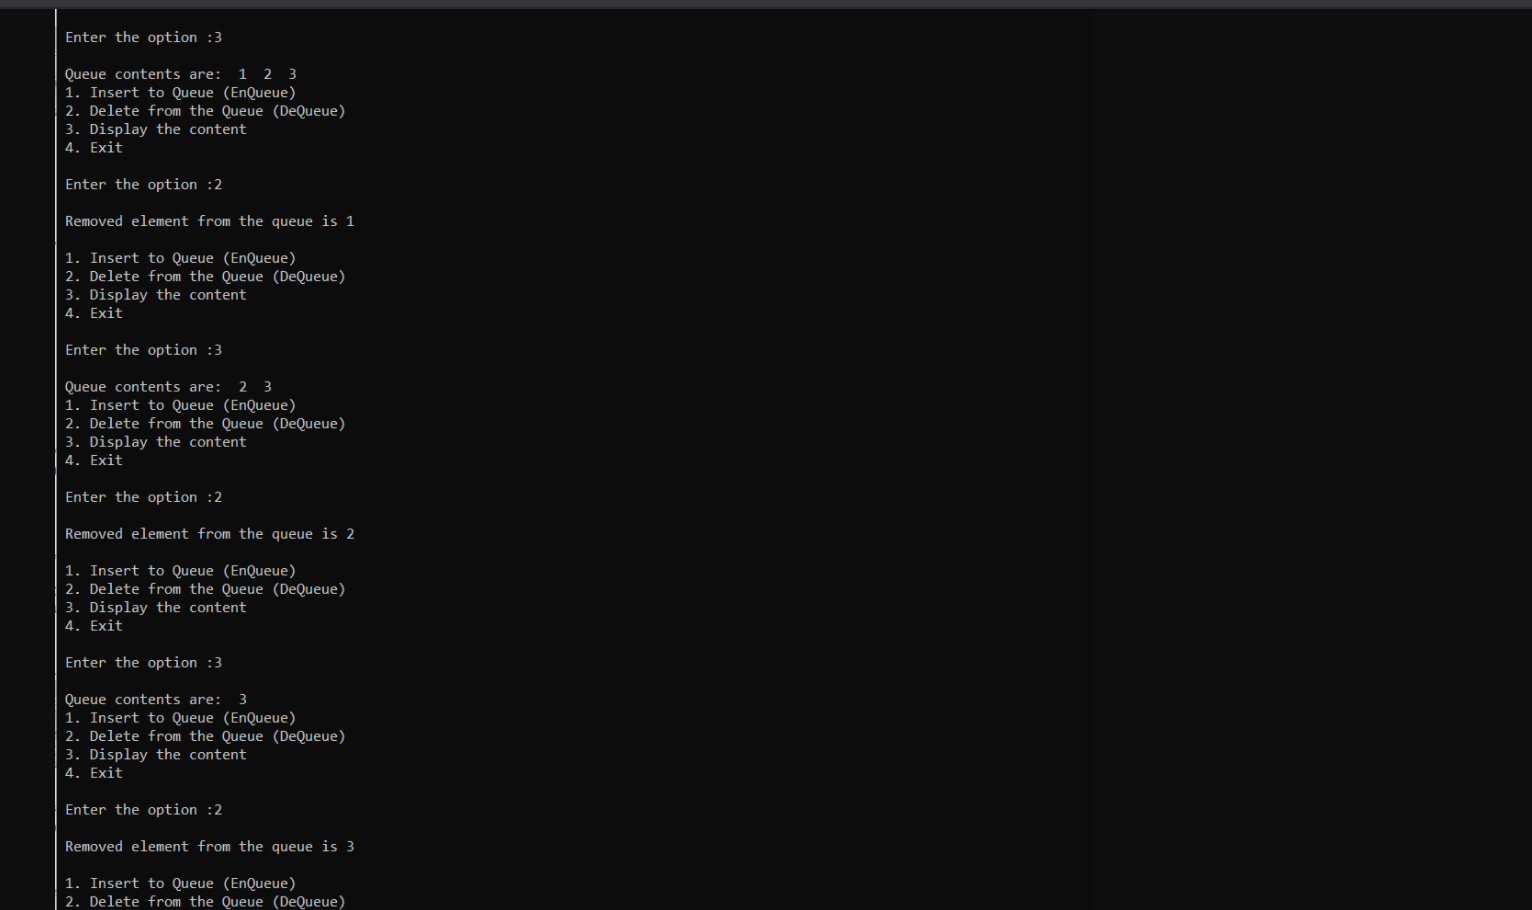 Enter the option :3
Queue contents are:  1  2  3
1. Insert to Queue (EnQueue)
2. Delete from the Queue (DeQueue)
3. Display the content
4. Exit
Enter the option :2
Removed element from the queue is 1
1. Insert to Queue (EnQueue)
2. Delete from the Queue (DeQueue)
3. Display the content
4. Exit
Enter the option :3
Queue contents are:  2  3
1. Insert to Queue (EnQueue)
2. Delete from the Queue (DeQueue)
3. Display the content
4. Exit
Enter the option :2
Removed element from the queue is 2
1. Insert to Queue (EnQueue)
2. Delete from the Queue (DeQueue)
3. Display the content
4. Exit
Enter the option :3
Queue contents are:  3
1. Insert to Queue (EnQueue)
2. Delete from the Queue (DeQueue)
3. Display the content
4. Exit
Enter the option :2
Removed element from the queue is 3
1. Insert to Queue (EnQueue)
2. Delete from the Queue (DeQueue)